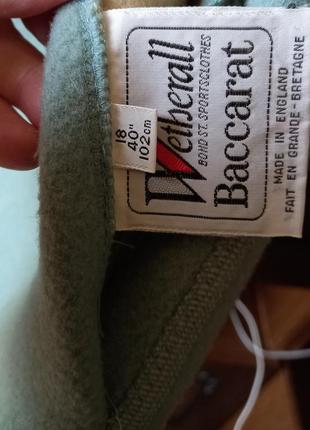 Wetherall
BOND ST. SPORTSCLOTHES
Baccarat
MADE IN ENGLAND
FAIT EN GRANDE-BRETAGNE
18
40"
102cm